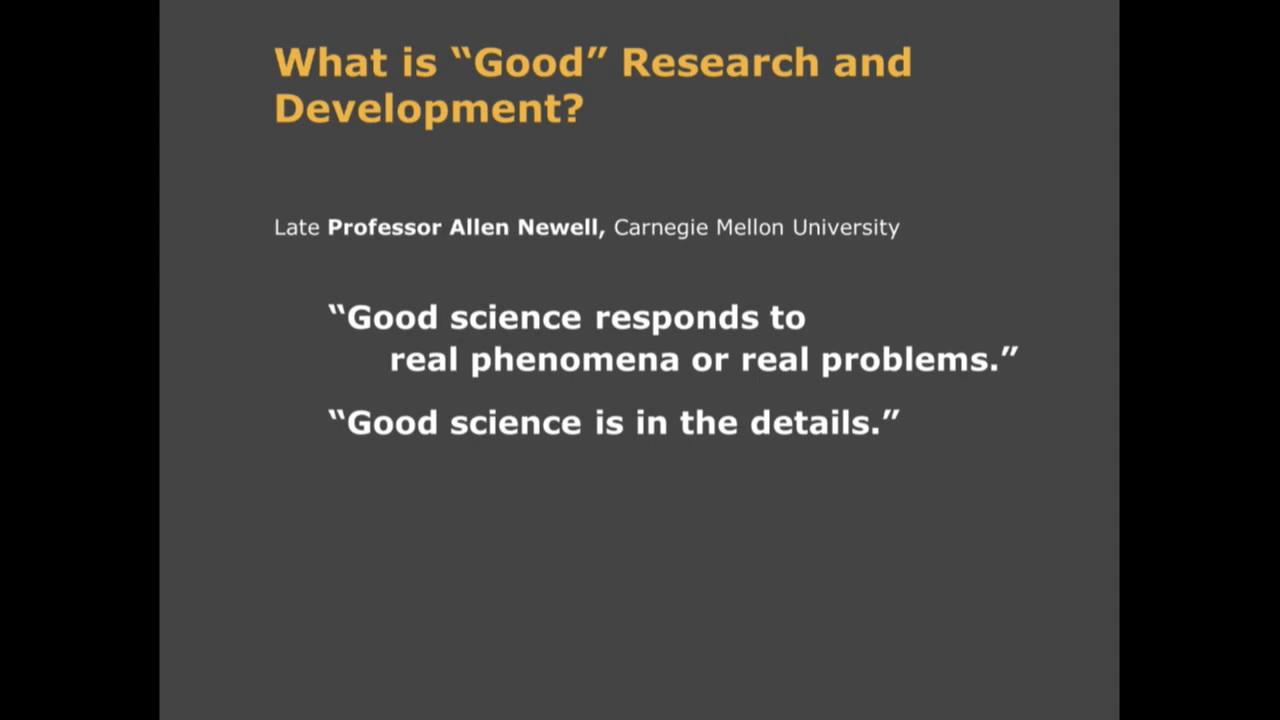 What is “Good” Research and
Development?
Late Professor Allen Newell, Carnegie Mellon University
“Good science responds to
real phenomena or real problems.”
“Good science is in the details.”